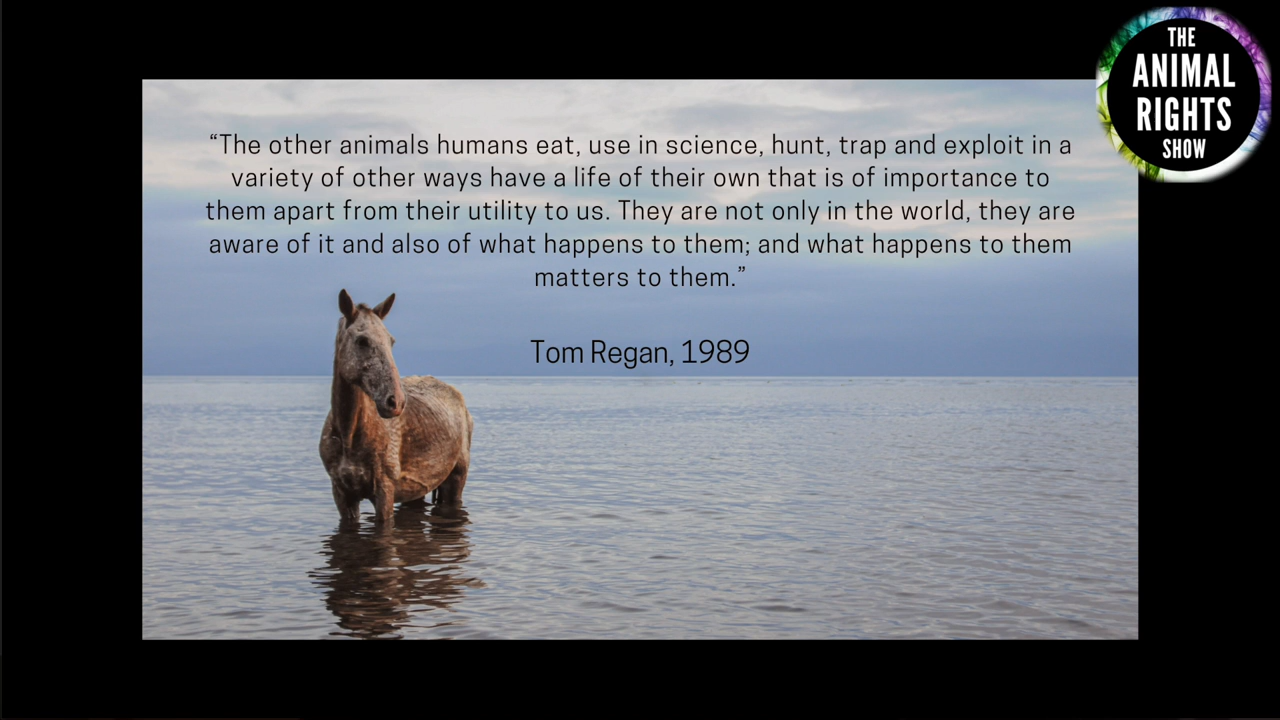 THE
ANIMAL
RIGHTS
SHOW
“The other animals humans eat, use in science, hunt, trap and exploit in a
variety of other ways have a life of their own that is of importance to
them apart from their utility to us. They are not only in the world, they are
aware of it and also of what happens to them; and what happens to them
matters to them.”
Tom Regan, 1989